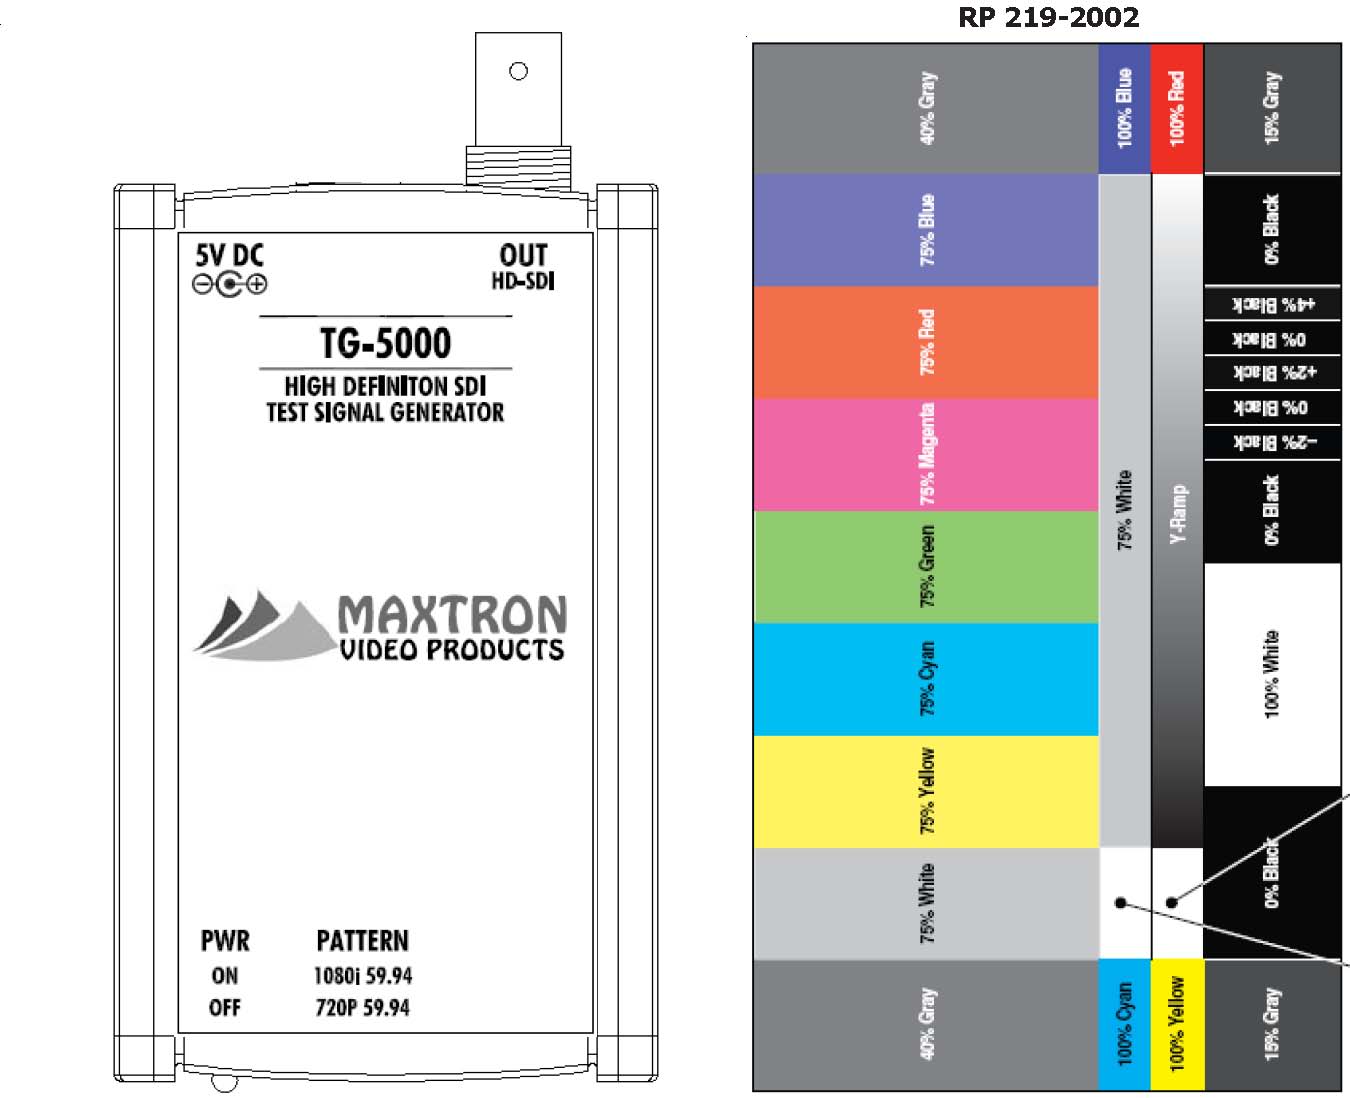 RP 219-2002
5V DC
OUT
HD-SDI
TG-5000
HIGH DEFINITON SDI
TEST SIGNAL GENERATOR
MAXTRON
VIDEO PRODUCTS
PWR PATTERN
ON 1080i 59.94
OFF 720P 59.94
40% Gray
75% Blue
75% Red
75% Magenta
75% Green
75% Cyan
75% Yellow
75% White
40% Gray
100% Blue
75% White
100% Cyan
100% Red
Y-Ramp
100% Yellow
15% Gray
0% Black
+4% Black
0% Black
+2% Black
0% Black
−2% Black
0% Black
100% White
0% Black
15% Gray